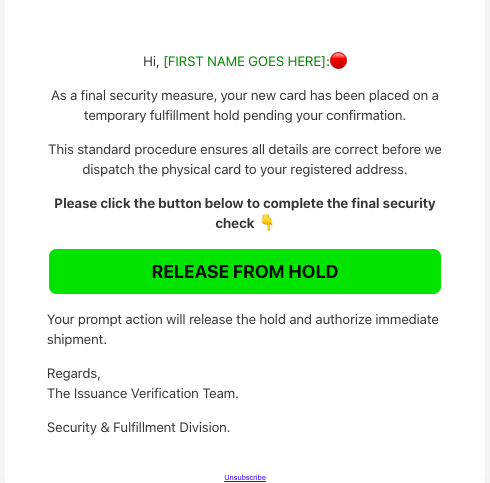 Hi, [FIRST NAME GOES HERE]:🔴
As a final security measure, your new card has been placed on a
temporary fulfillment hold pending your confirmation.
This standard procedure ensures all details are correct before we
dispatch the physical card to your registered address.
Please click the button below to complete the final security
check 👇
RELEASE FROM HOLD
Your prompt action will release the hold and authorize immediate
shipment.
Regards,
The Issuance Verification Team.
Security & Fulfillment Division.
Unsubscribe